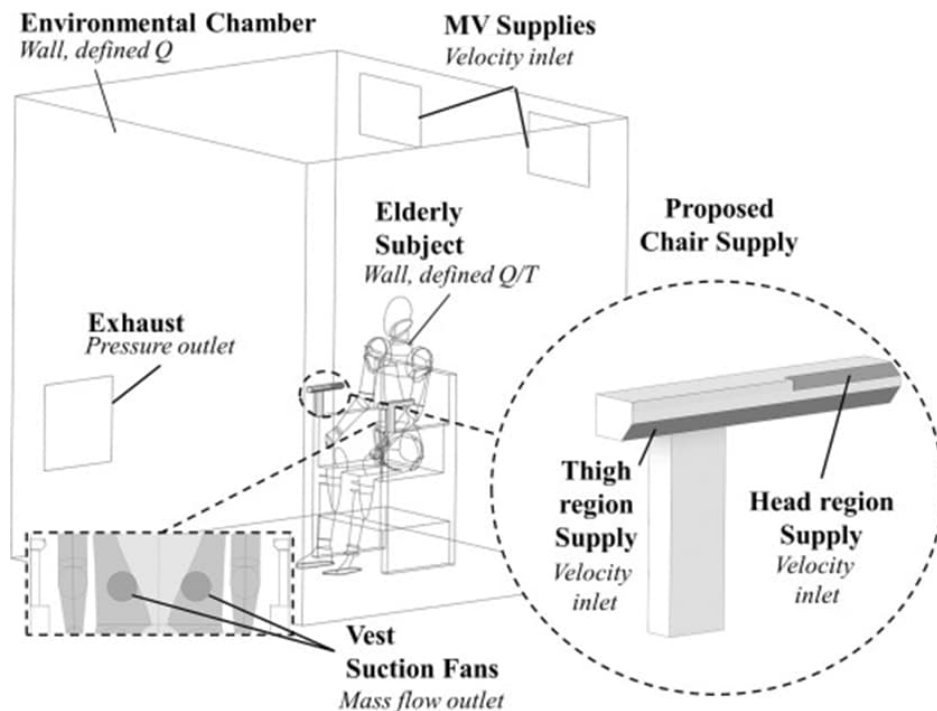 Environmental Chamber
Wall, defined Q
MV Supplies
Velocity inlet
Elderly
Subject
Wall, defined Q/T
Proposed
Chair Supply
Exhaust
Pressure outlet
Thigh
region
Supply
Velocity
inlet
Head region
Supply
Velocity
inlet
Vest
Suction Fans
Mass flow outlet